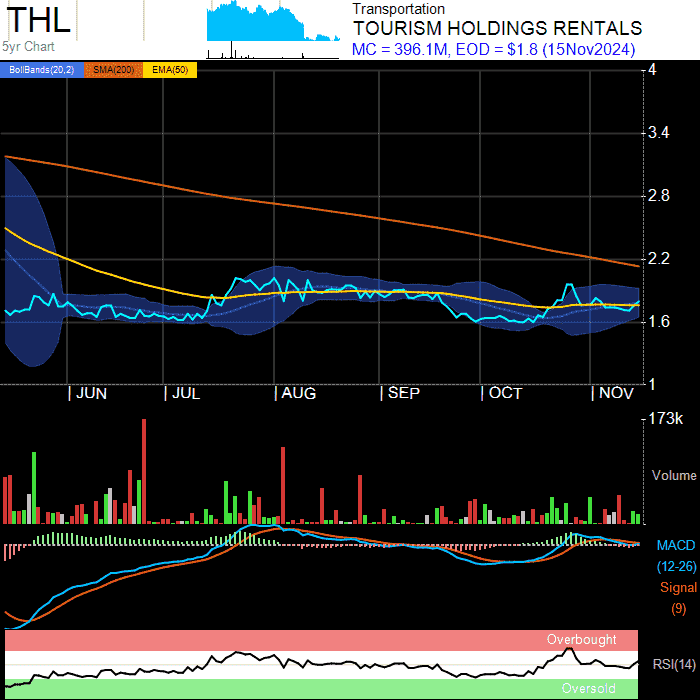 THL
5yr Chart
Transportation
TOURISM HOLDINGS RENTALS
MC = 396.1M, EOD = $1.8 (15Nov2024)
BollBands(20,2) SMA(200) EMA(50)
4
3.4
2.8
2.2
1.6
1
| JUN | JUL | AUG | SEP | OCT | NOV
173k
Volume
MACD
(12-26)
Signal
(9)
Overbought
RSI(14)
Oversold